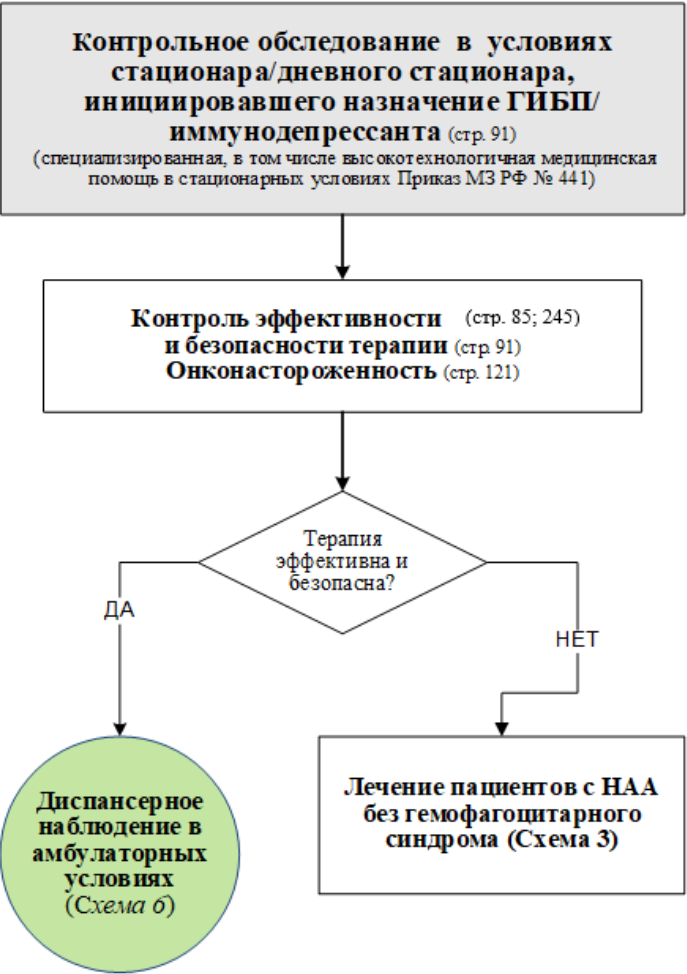 Контрольное обследование в условиях
стационара/дневного стационара,
инициировавшего назначение ГИБП/
иммунодепрессанта (стр. 91)
(специализированная, в том числе высокотехнологичная медицинская
помощь в стационарных условиях Приказ МЗ РФ № 441)
Контроль эффективности (стр. 85; 245)
и безопасности терапии (стр. 91)
Онконастороженность (стр. 121)
Терапия
эффективна и
безопасна?
ДА
НЕТ
Диспансерное
наблюдение в
амбулаторных
условиях
(Схема 6)
Лечение пациентов с НАА
без гемофагоцитарного
синдрома (Схема 3)